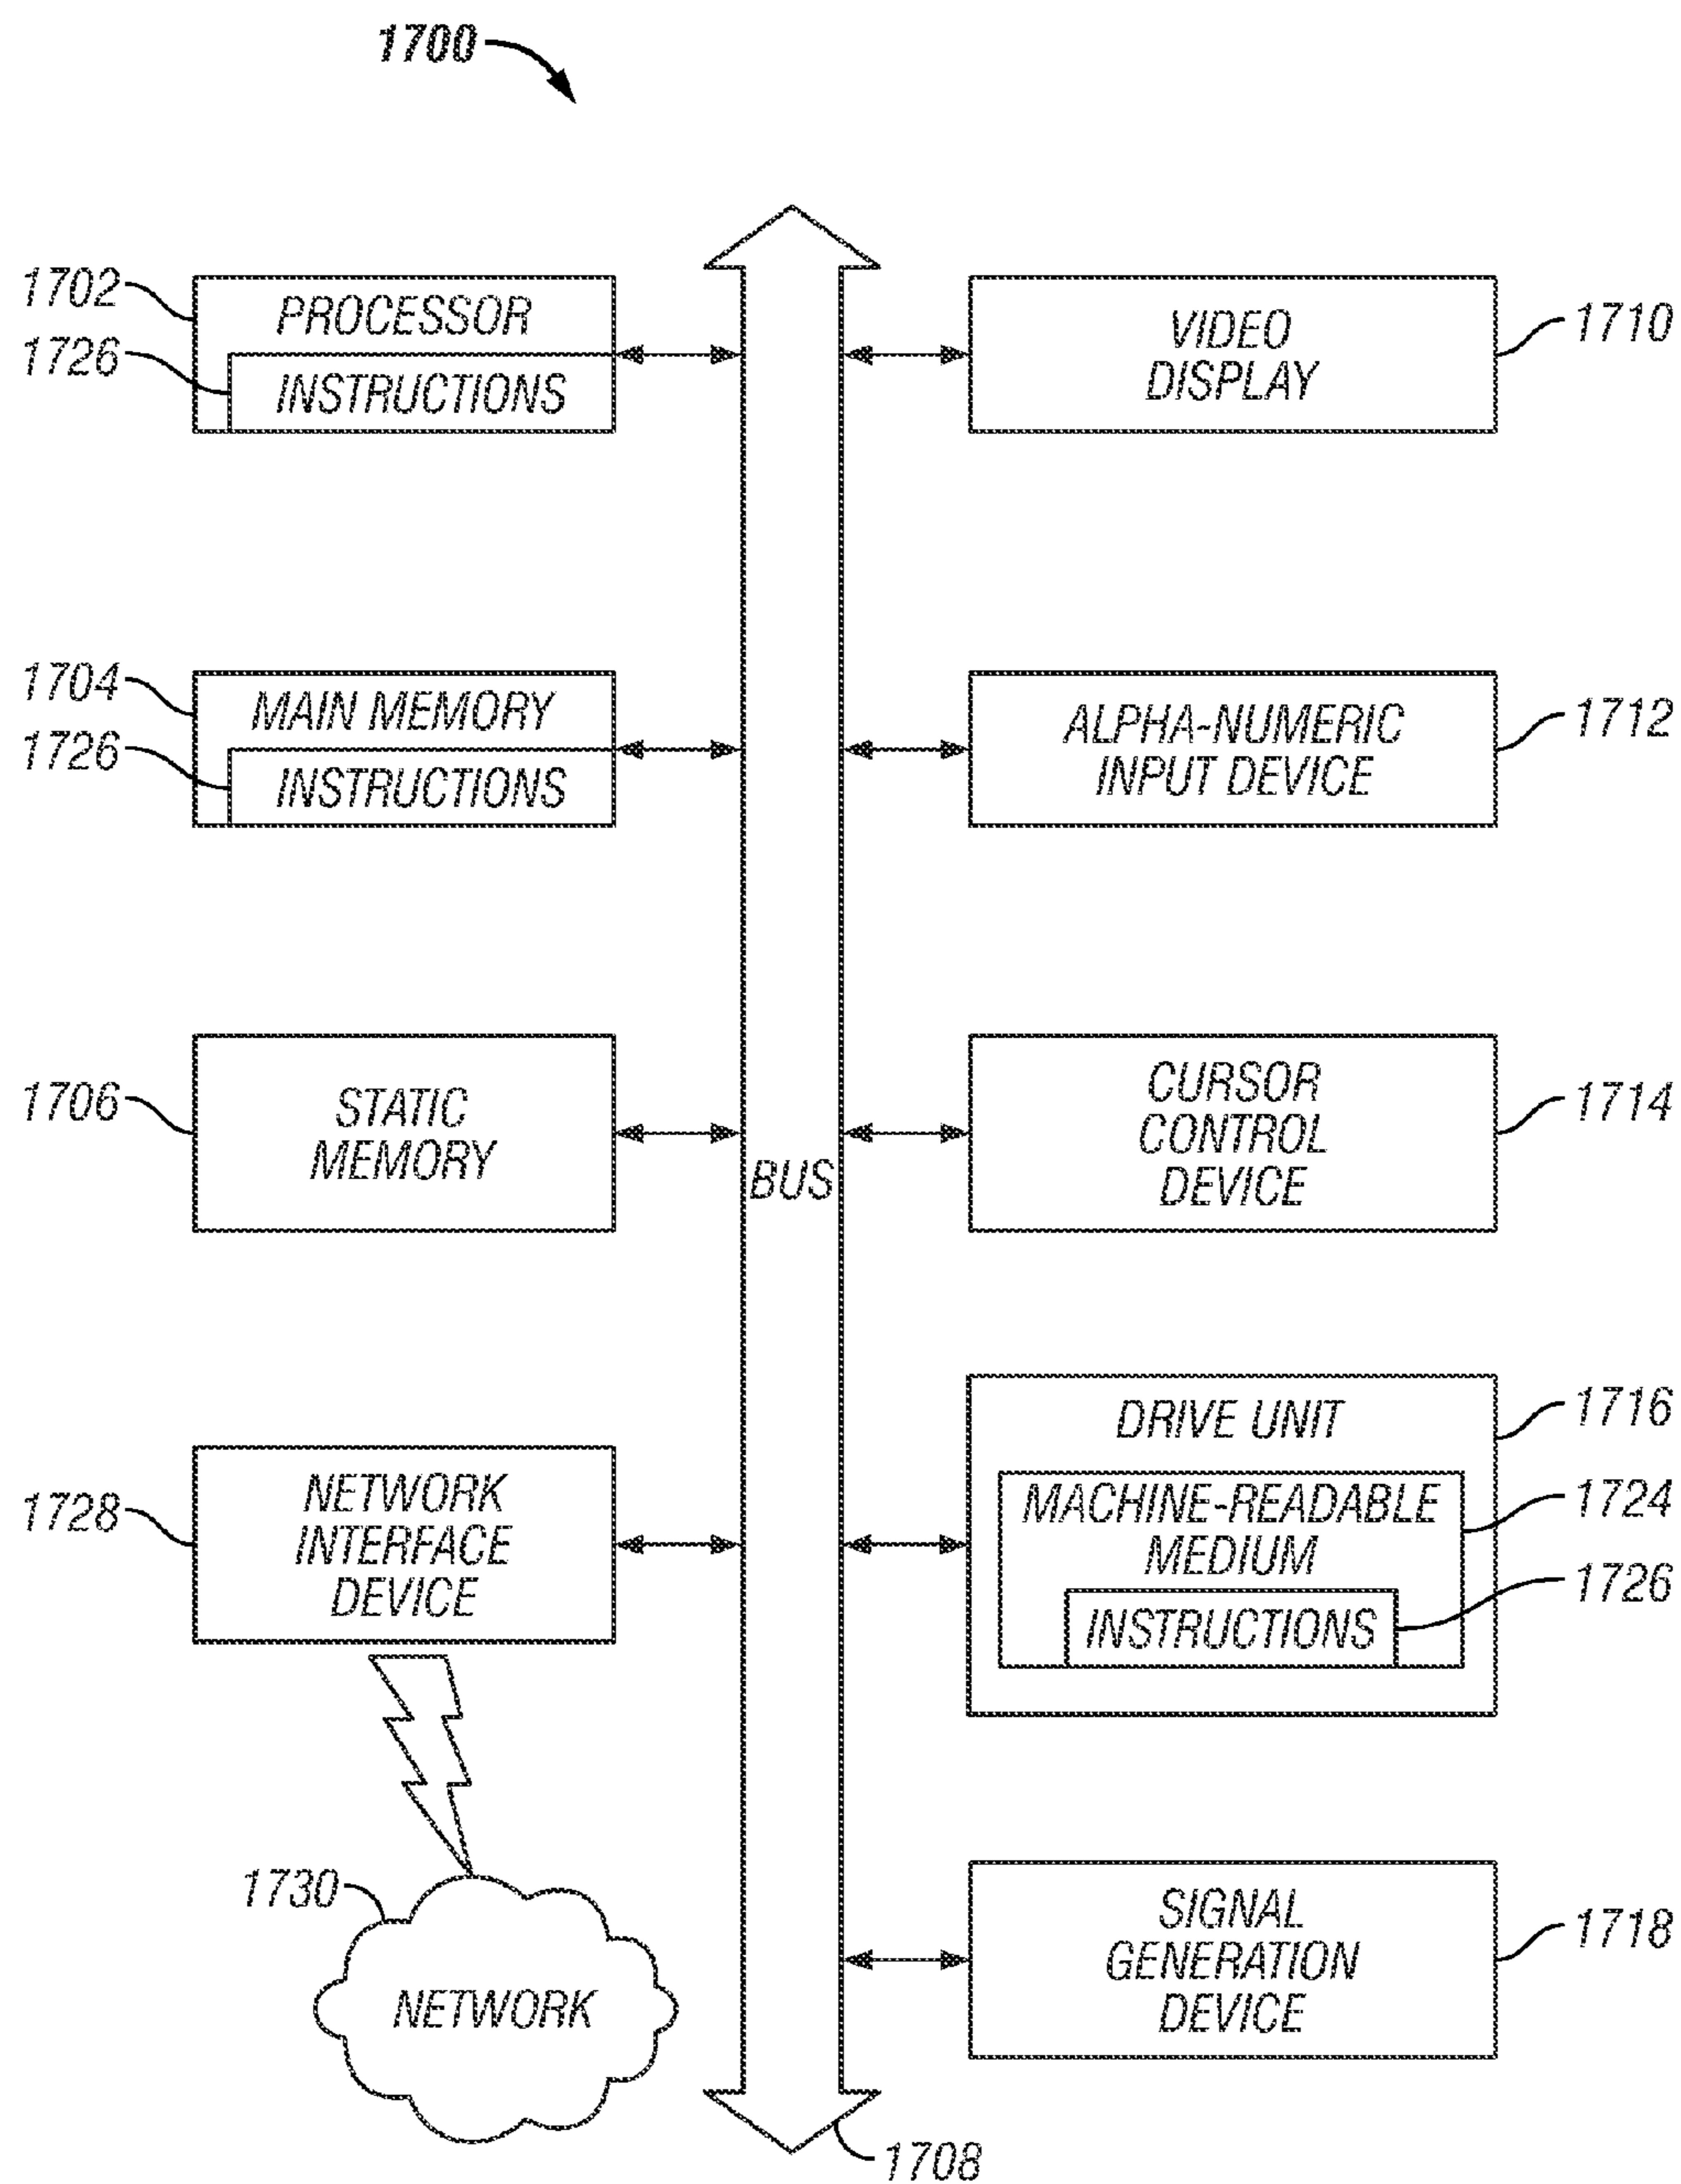 1700
1702
PROCESSOR
1726
INSTRUCTIONS
VIDEO
DISPLAY
1710
1704
MAIN MEMORY
1726
INSTRUCTIONS
ALPHA-NUMERIC
INPUT DEVICE
1712
1706
STATIC
MEMORY
BUS
CURSOR
CONTROL
DEVICE
1714
1728
NETWORK
INTERFACE
DEVICE
DRIVE UNIT
1716
MACHINE-READABLE
MEDIUM
1724
INSTRUCTIONS
1726
1730
NETWORK
SIGNAL
GENERATION
DEVICE
1718
1708